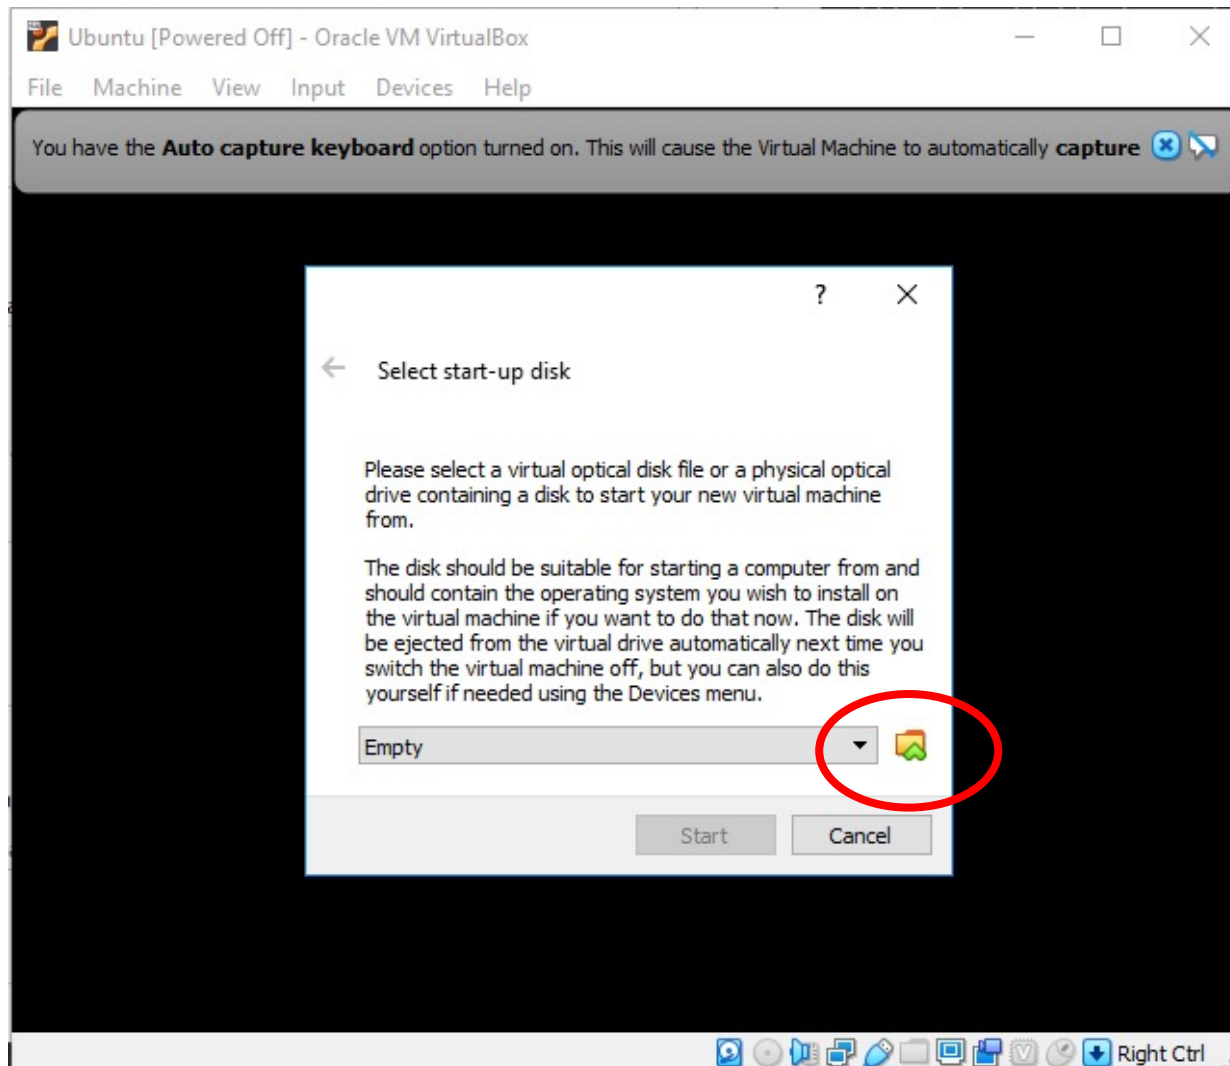 Ubuntu [Powered Off] - Oracle VM VirtualBox
File Machine View Input Devices Help
You have the Auto capture keyboard option turned on. This will cause the Virtual Machine to automatically capture
?
Select start-up disk
Please select a virtual optical disk file or a physical optical
drive containing a disk to start your new virtual machine
from.
The disk should be suitable for starting a computer from and
should contain the operating system you wish to install on
the virtual machine if you want to do that now. The disk will
be ejected from the virtual drive automatically next time you
switch the virtual machine off, but you can also do this
yourself if needed using the Devices menu.
Empty
Start Cancel
Right Ctrl